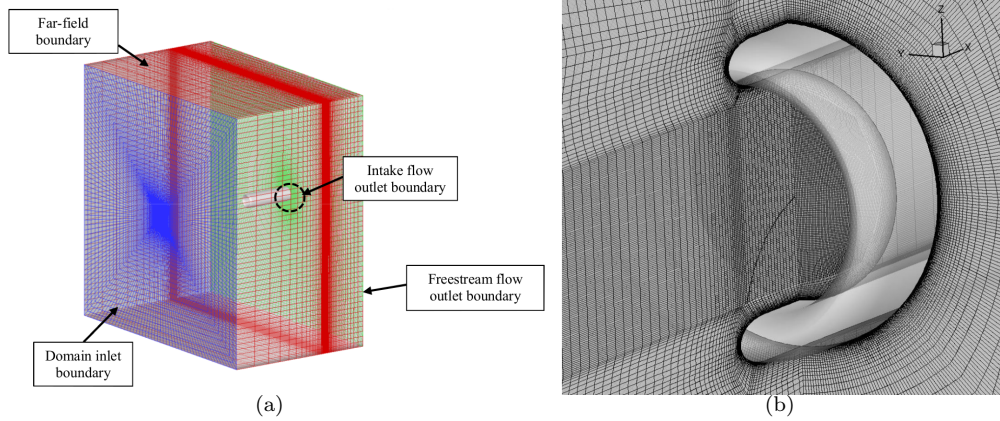 Far-field
boundary
Intake flow
outlet boundary
Freestream flow
outlet boundary
Domain inlet
boundary
(a)
Z
Y
X
(b)